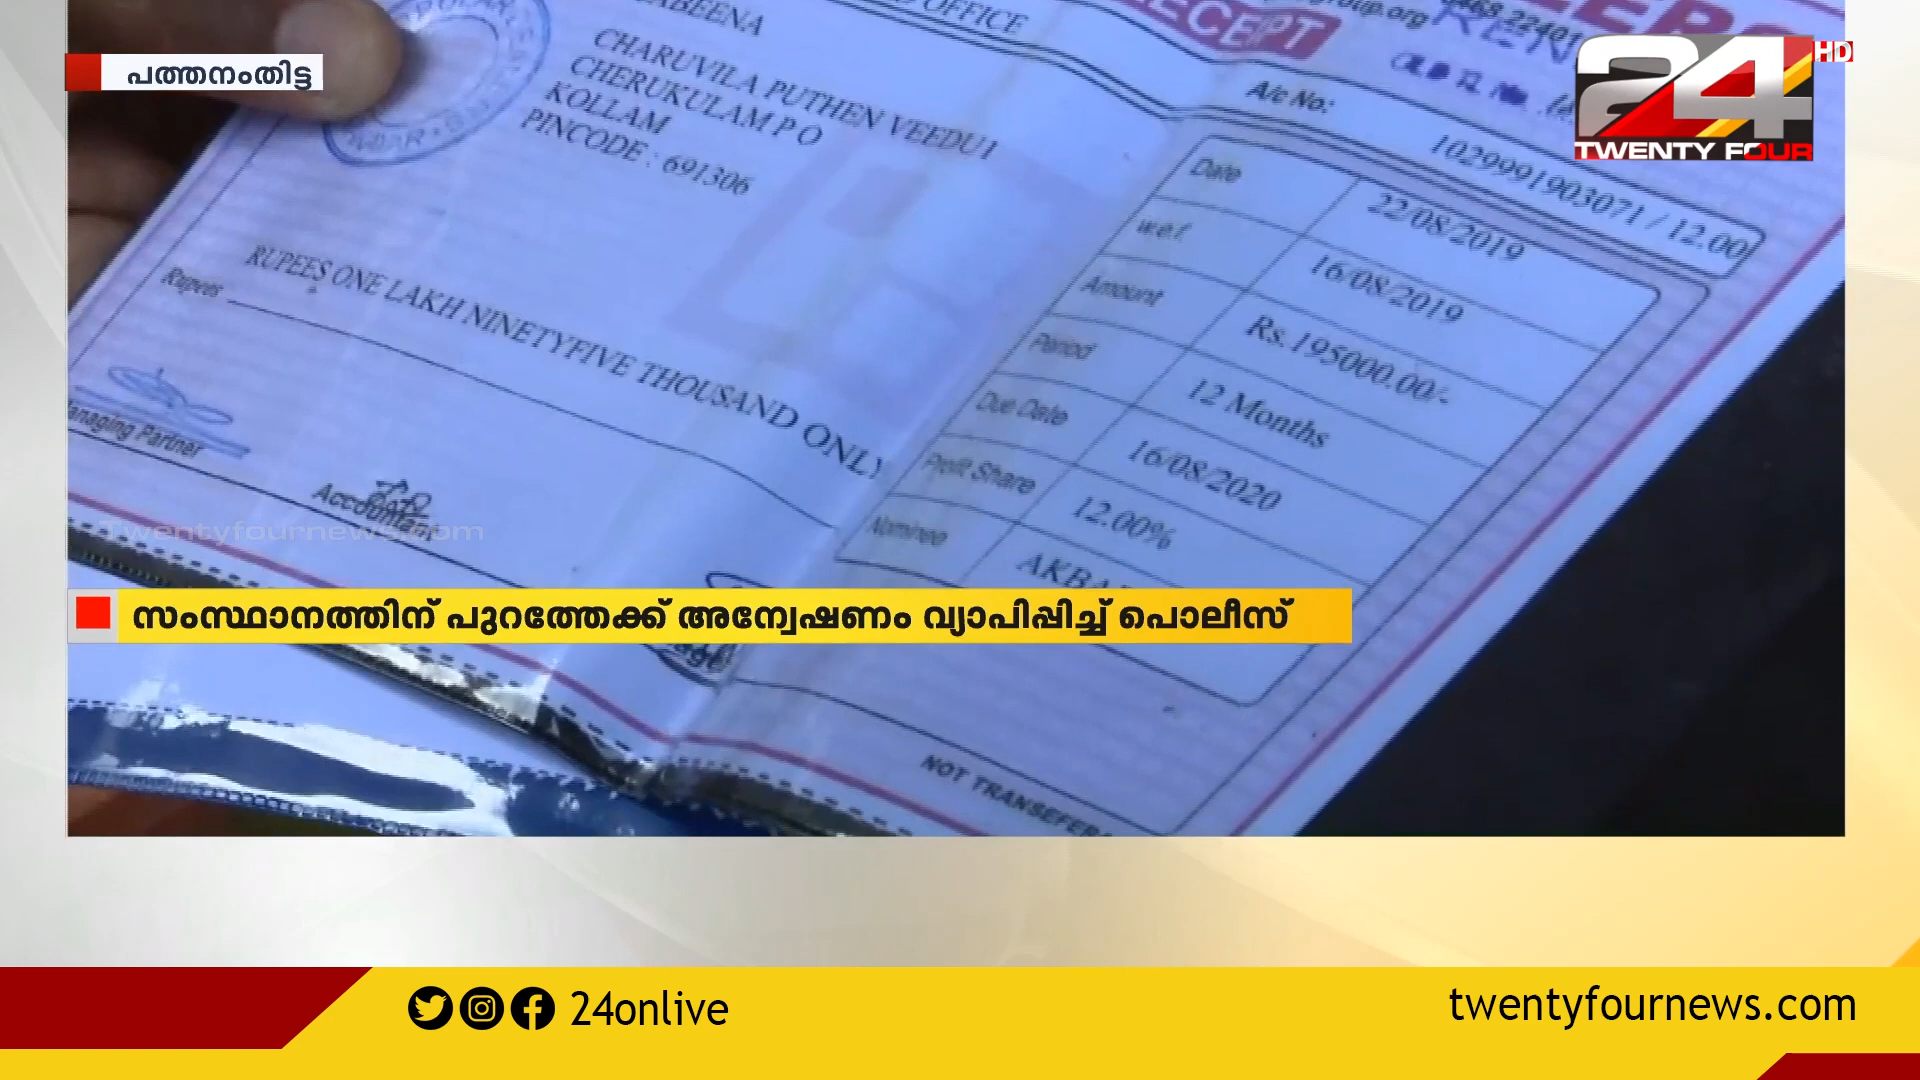 പത്തനംതിട്ട
OFFICE
RECEIPT
CHARUVILA PUTHEN VEEDU1
CHERUKULAM P O
KOLLAM
PINCODE : 691306
A/c No:
1029991903071 / 12.00
Date 22/08/2019
w.e.f. 16/08/2019
Amount Rs.195000.00/-
Period 12 Months
Due Date 16/08/2020
Profit Share 12.00%
Nominee
RUPEES ONE LAKH NINETYFIVE THOUSAND ONLY
Rupees
Managing Partner
Accountant
NOT TRANSEFER
24 HD
TWENTY FOUR
Twentyfournews.com
സംസ്ഥാനത്തിന് പുറത്തേക്ക് അന്വേഷണം വ്യാപിപ്പിച്ച് പൊലീസ്
24onlive
twentyfournews.com